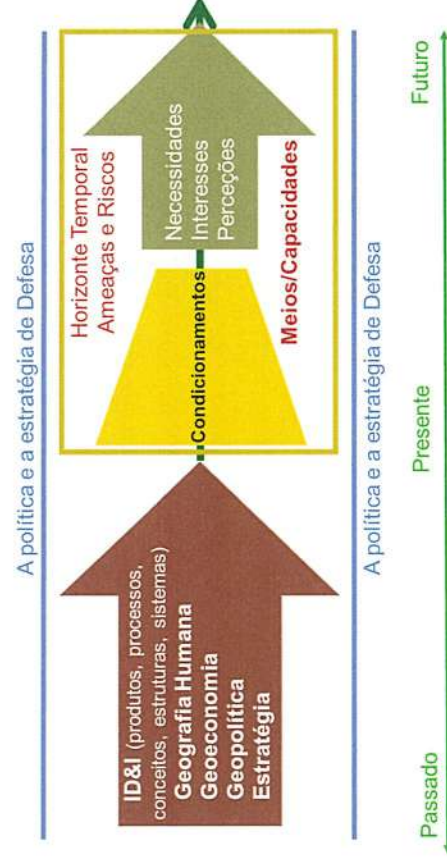 A política e a estratégia de Defesa
ID&I (produtos, processos,
conceitos, estruturas, sistemas)
Geografia Humana
Geoeconomia
Geopolítica
Estratégia
Condicionamentos
Horizonte Temporal
Ameaças e Riscos
Necessidades
Interesses
Perceções
Meios/Capacidades
A política e a estratégia de Defesa
Passado
Presente
Futuro